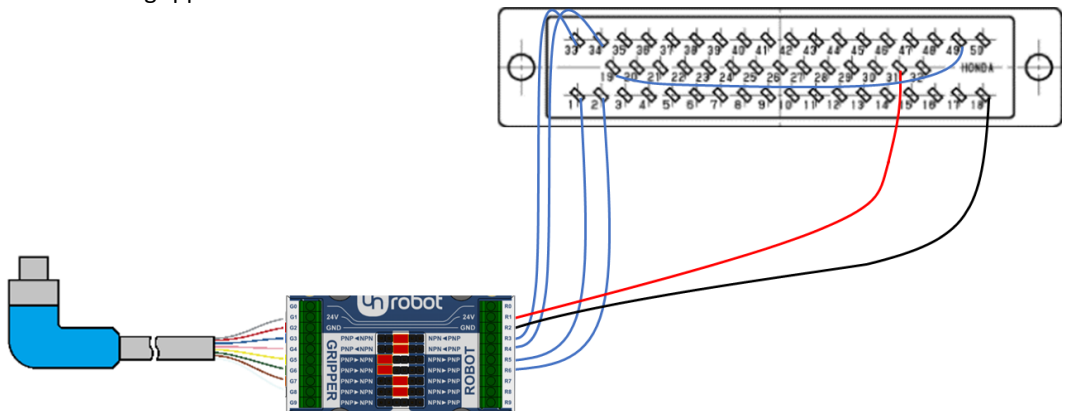 33 34 35 36 37 38 39 40 41 42 43 44 45 46 47 48 49 50
19 20 21 22 23 24 25 26 27 28 29 30 31 32 HONDA
1 2 3 4 5 6 7 8 9 10 11 12 13 14 15 16 17 18
G0 robot R0
G1 24V 24V R1
G2 GND GND R2
G3 PNP◄NPN NPN◄PNP R3
G4 PNP◄NPN NPN◄PNP R4
G5 PNP►NPN NPN►PNP R5
G6 PNP►NPN NPN►PNP R6
G7 PNP►NPN NPN►PNP R7
G8 PNP►NPN NPN►PNP R8
G9 PNP►NPN NPN►PNP R9
GRIPPER
ROBOT